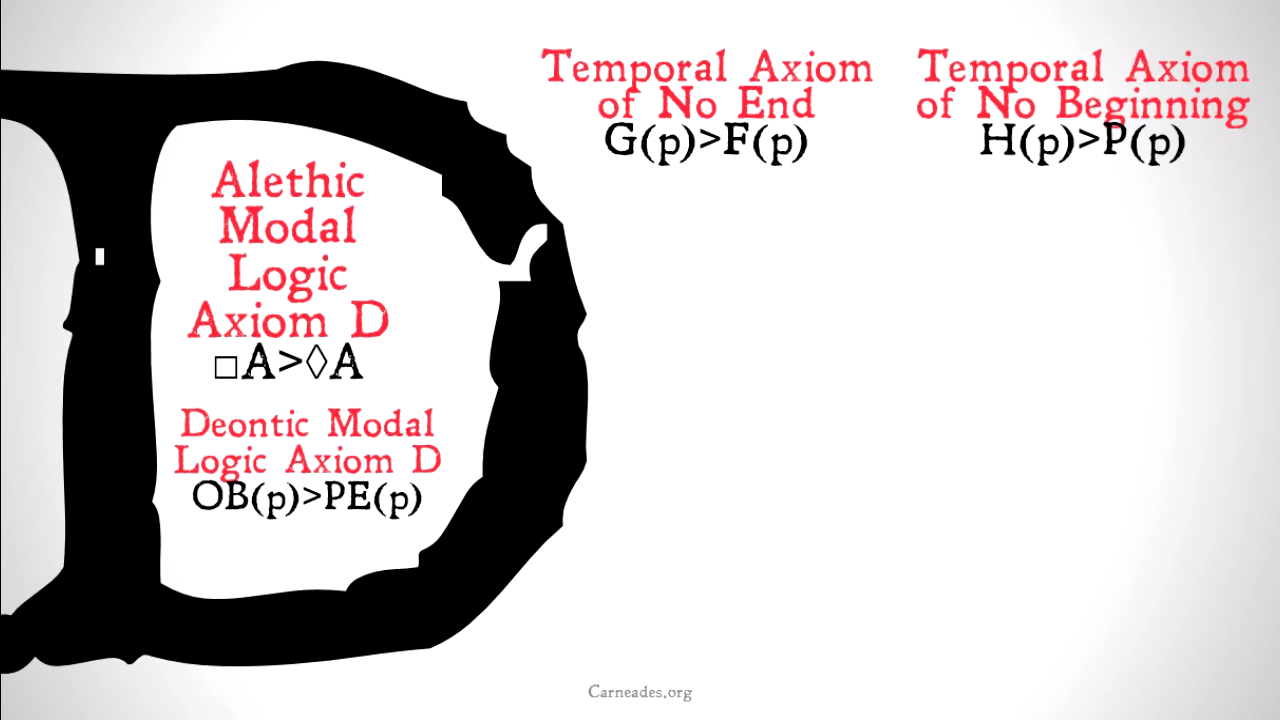 D
Alethic
Modal
Logic
Axiom D
□A>◊A
Deontic Modal
Logic Axiom D
OB(p)>PE(p)
Temporal Axiom
of No End
G(p)>F(p)
Temporal Axiom
of No Beginning
H(p)>P(p)
Carneades.org